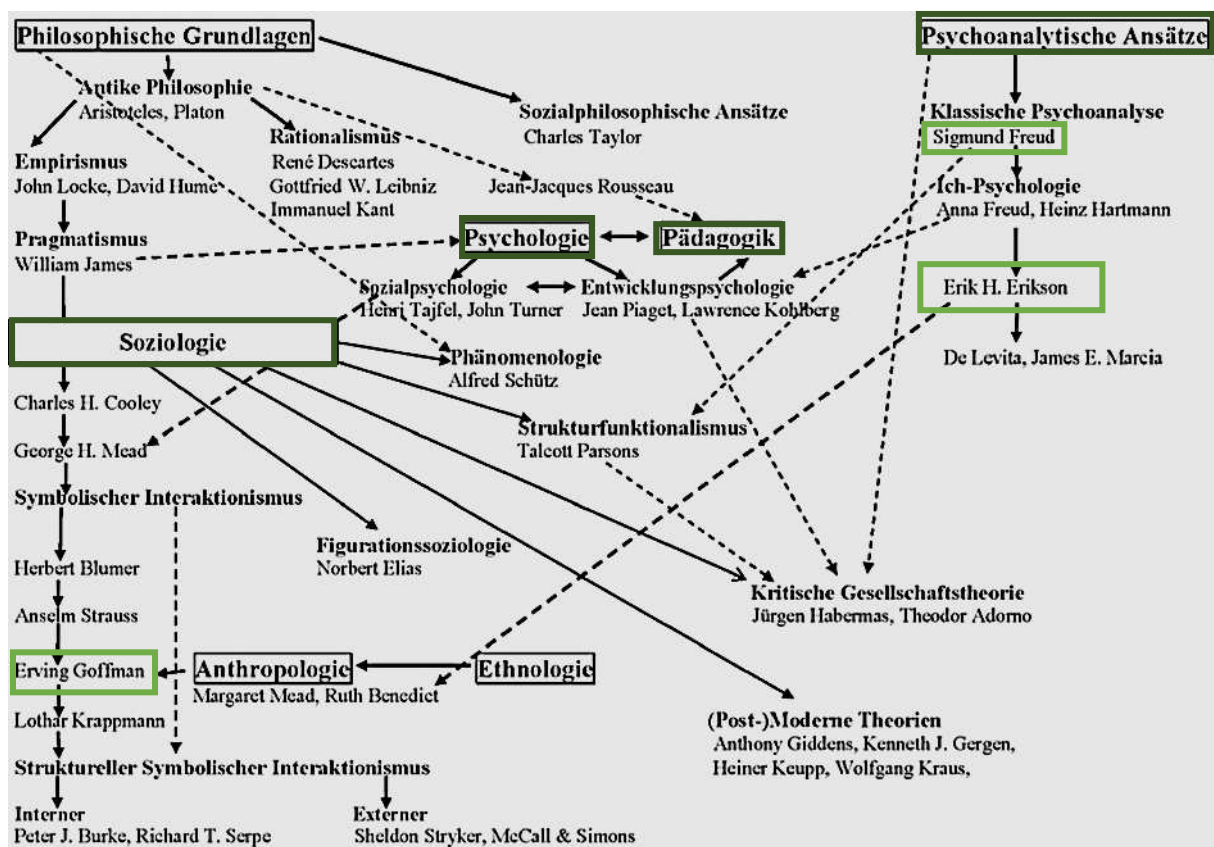 Philosophische Grundlagen
Psychoanalytische Ansätze
Antike Philosophie
Aristoteles, Platon
Sozialphilosophische Ansätze
Charles Taylor
Klassische Psychoanalyse
Sigmund Freud
Rationalismus
René Descartes
Gottfried W. Leibniz
Immanuel Kant
Empirismus
John Locke, David Hume
Jean-Jacques Rousseau
Ich-Psychologie
Anna Freud, Heinz Hartmann
Pragmatismus
William James
Psychologie
Pädagogik
Sozialpsychologie
Henri Tajfel, John Turner
Entwicklungspsychologie
Jean Piaget, Lawrence Kohlberg
Erik H. Erikson
Soziologie
Phänomenologie
Alfred Schütz
De Levita, James E. Marcia
Charles H. Cooley
George H. Mead
Strukturfunktionalismus
Talcott Parsons
Symbolischer Interaktionismus
Figurationssoziologie
Norbert Elias
Herbert Blumer
Kritische Gesellschaftstheorie
Jürgen Habermas, Theodor Adorno
Anselm Strauss
Erving Goffman
Anthropologie
Margaret Mead, Ruth Benedict
Ethnologie
Lothar Krappmann
(Post-)Moderne Theorien
Anthony Giddens, Kenneth J. Gergen,
Heiner Keupp, Wolfgang Kraus,
Struktureller Symbolischer Interaktionismus
Interner
Peter J. Burke, Richard T. Serpe
Externer
Sheldon Stryker, McCall & Simons